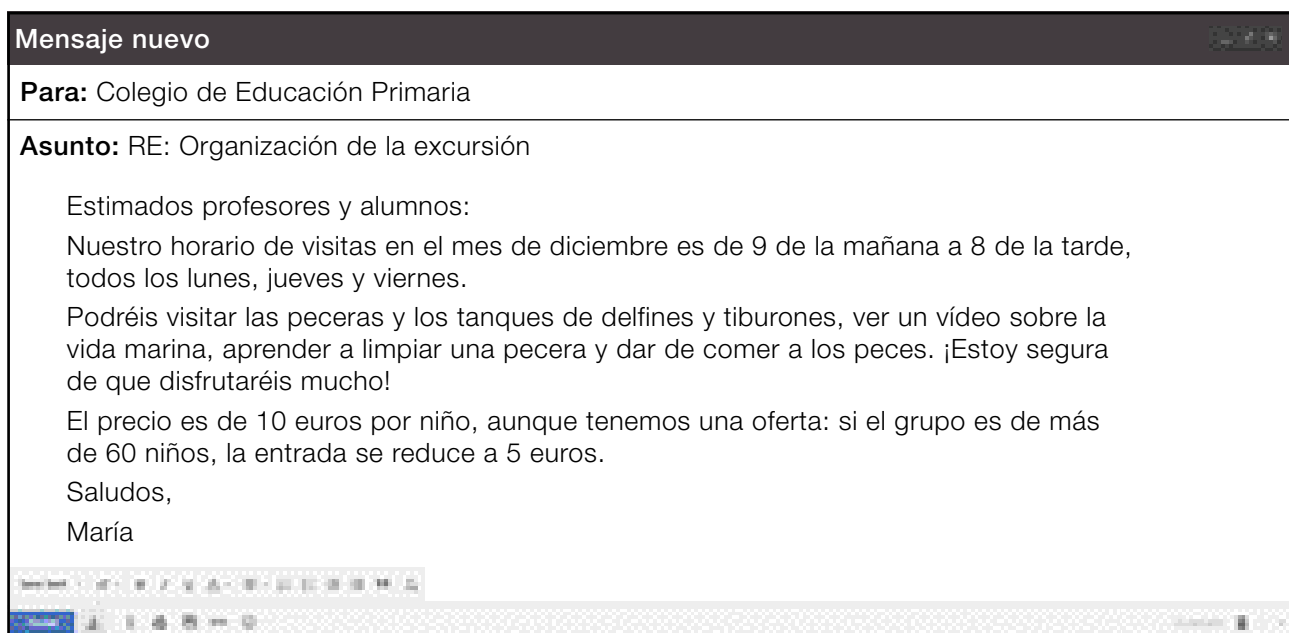 Mensaje nuevo
Para: Colegio de Educación Primaria
Asunto: RE: Organización de la excursión
Estimados profesores y alumnos:
Nuestro horario de visitas en el mes de diciembre es de 9 de la mañana a 8 de la tarde,
todos los lunes, jueves y viernes.
Podréis visitar las peceras y los tanques de delfines y tiburones, ver un vídeo sobre la
vida marina, aprender a limpiar una pecera y dar de comer a los peces. ¡Estoy segura
de que disfrutaréis mucho!
El precio es de 10 euros por niño, aunque tenemos una oferta: si el grupo es de más
de 60 niños, la entrada se reduce a 5 euros.
Saludos,
María